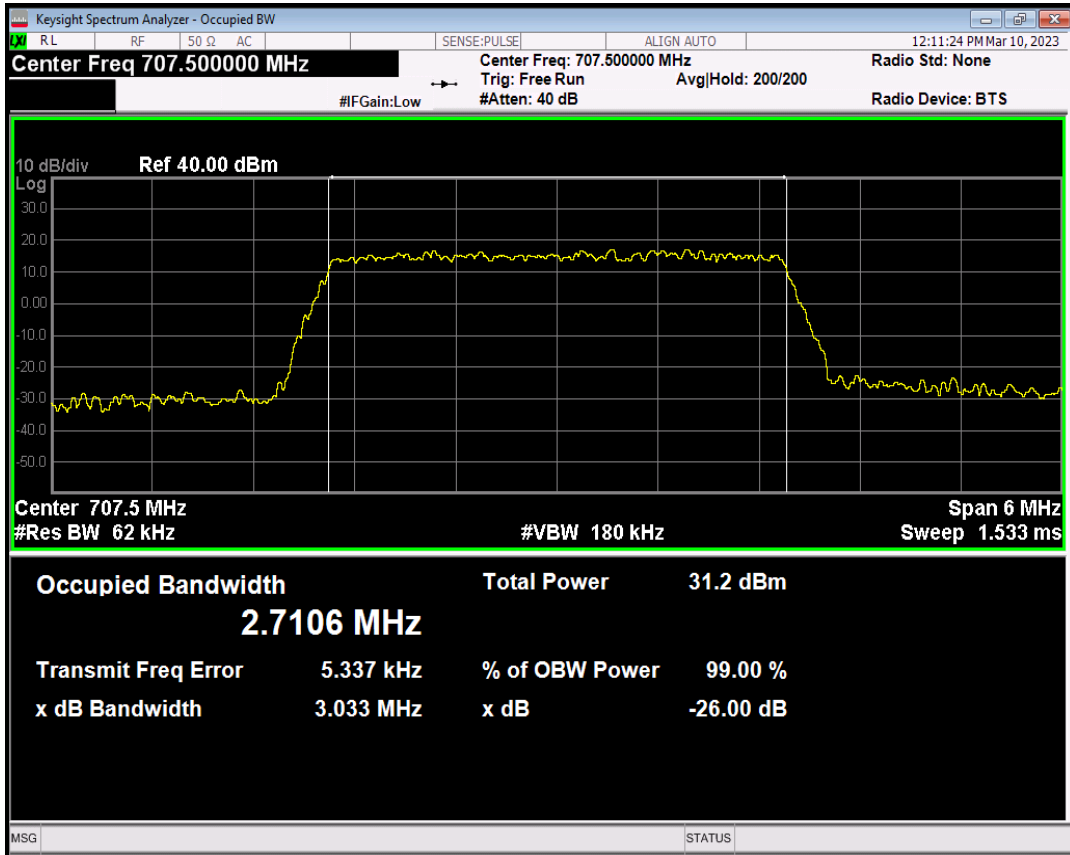 Keysight Spectrum Analyzer - Occupied BW
LXI RL RF 50 Ω AC SENSE:PULSE ALIGN AUTO 12:11:24 PM Mar 10, 2023
Center Freq 707.500000 MHz Center Freq: 707.500000 MHz Radio Std: None
Trig: Free Run Avg|Hold: 200/200
#IFGain:Low #Atten: 40 dB Radio Device: BTS
10 dB/div Ref 40.00 dBm
Log
30.0
20.0
10.0
0.00
-10.0
-20.0
-30.0
-40.0
-50.0
Center 707.5 MHz Span 6 MHz
#Res BW 62 kHz #VBW 180 kHz Sweep 1.533 ms
Occupied Bandwidth Total Power 31.2 dBm
2.7106 MHz
Transmit Freq Error 5.337 kHz % of OBW Power 99.00 %
x dB Bandwidth 3.033 MHz x dB -26.00 dB
MSG STATUS